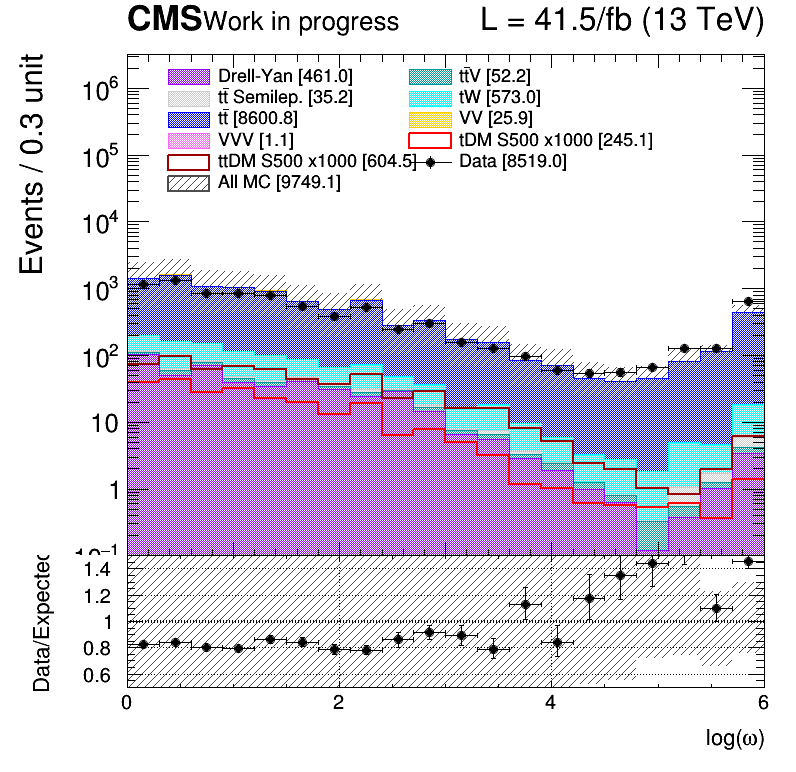 CMS Work in progress L = 41.5/fb (13 TeV)
Events / 0.3 unit
Drell-Yan [461.0] tt̄V [52.2]
tt̄ Semilep. [35.2] tW [573.0]
tt̄ [8600.8] VV [25.9]
VVV [1.1] tDM S500 x1000 [245.1]
ttDM S500 x1000 [604.5] Data [8519.0]
All MC [9749.1]
10⁶
10⁵
10⁴
10³
10²
10
1
10⁻¹
Data/Expected
1.4
1.2
1
0.8
0.6
0 2 4 6
log(ω)